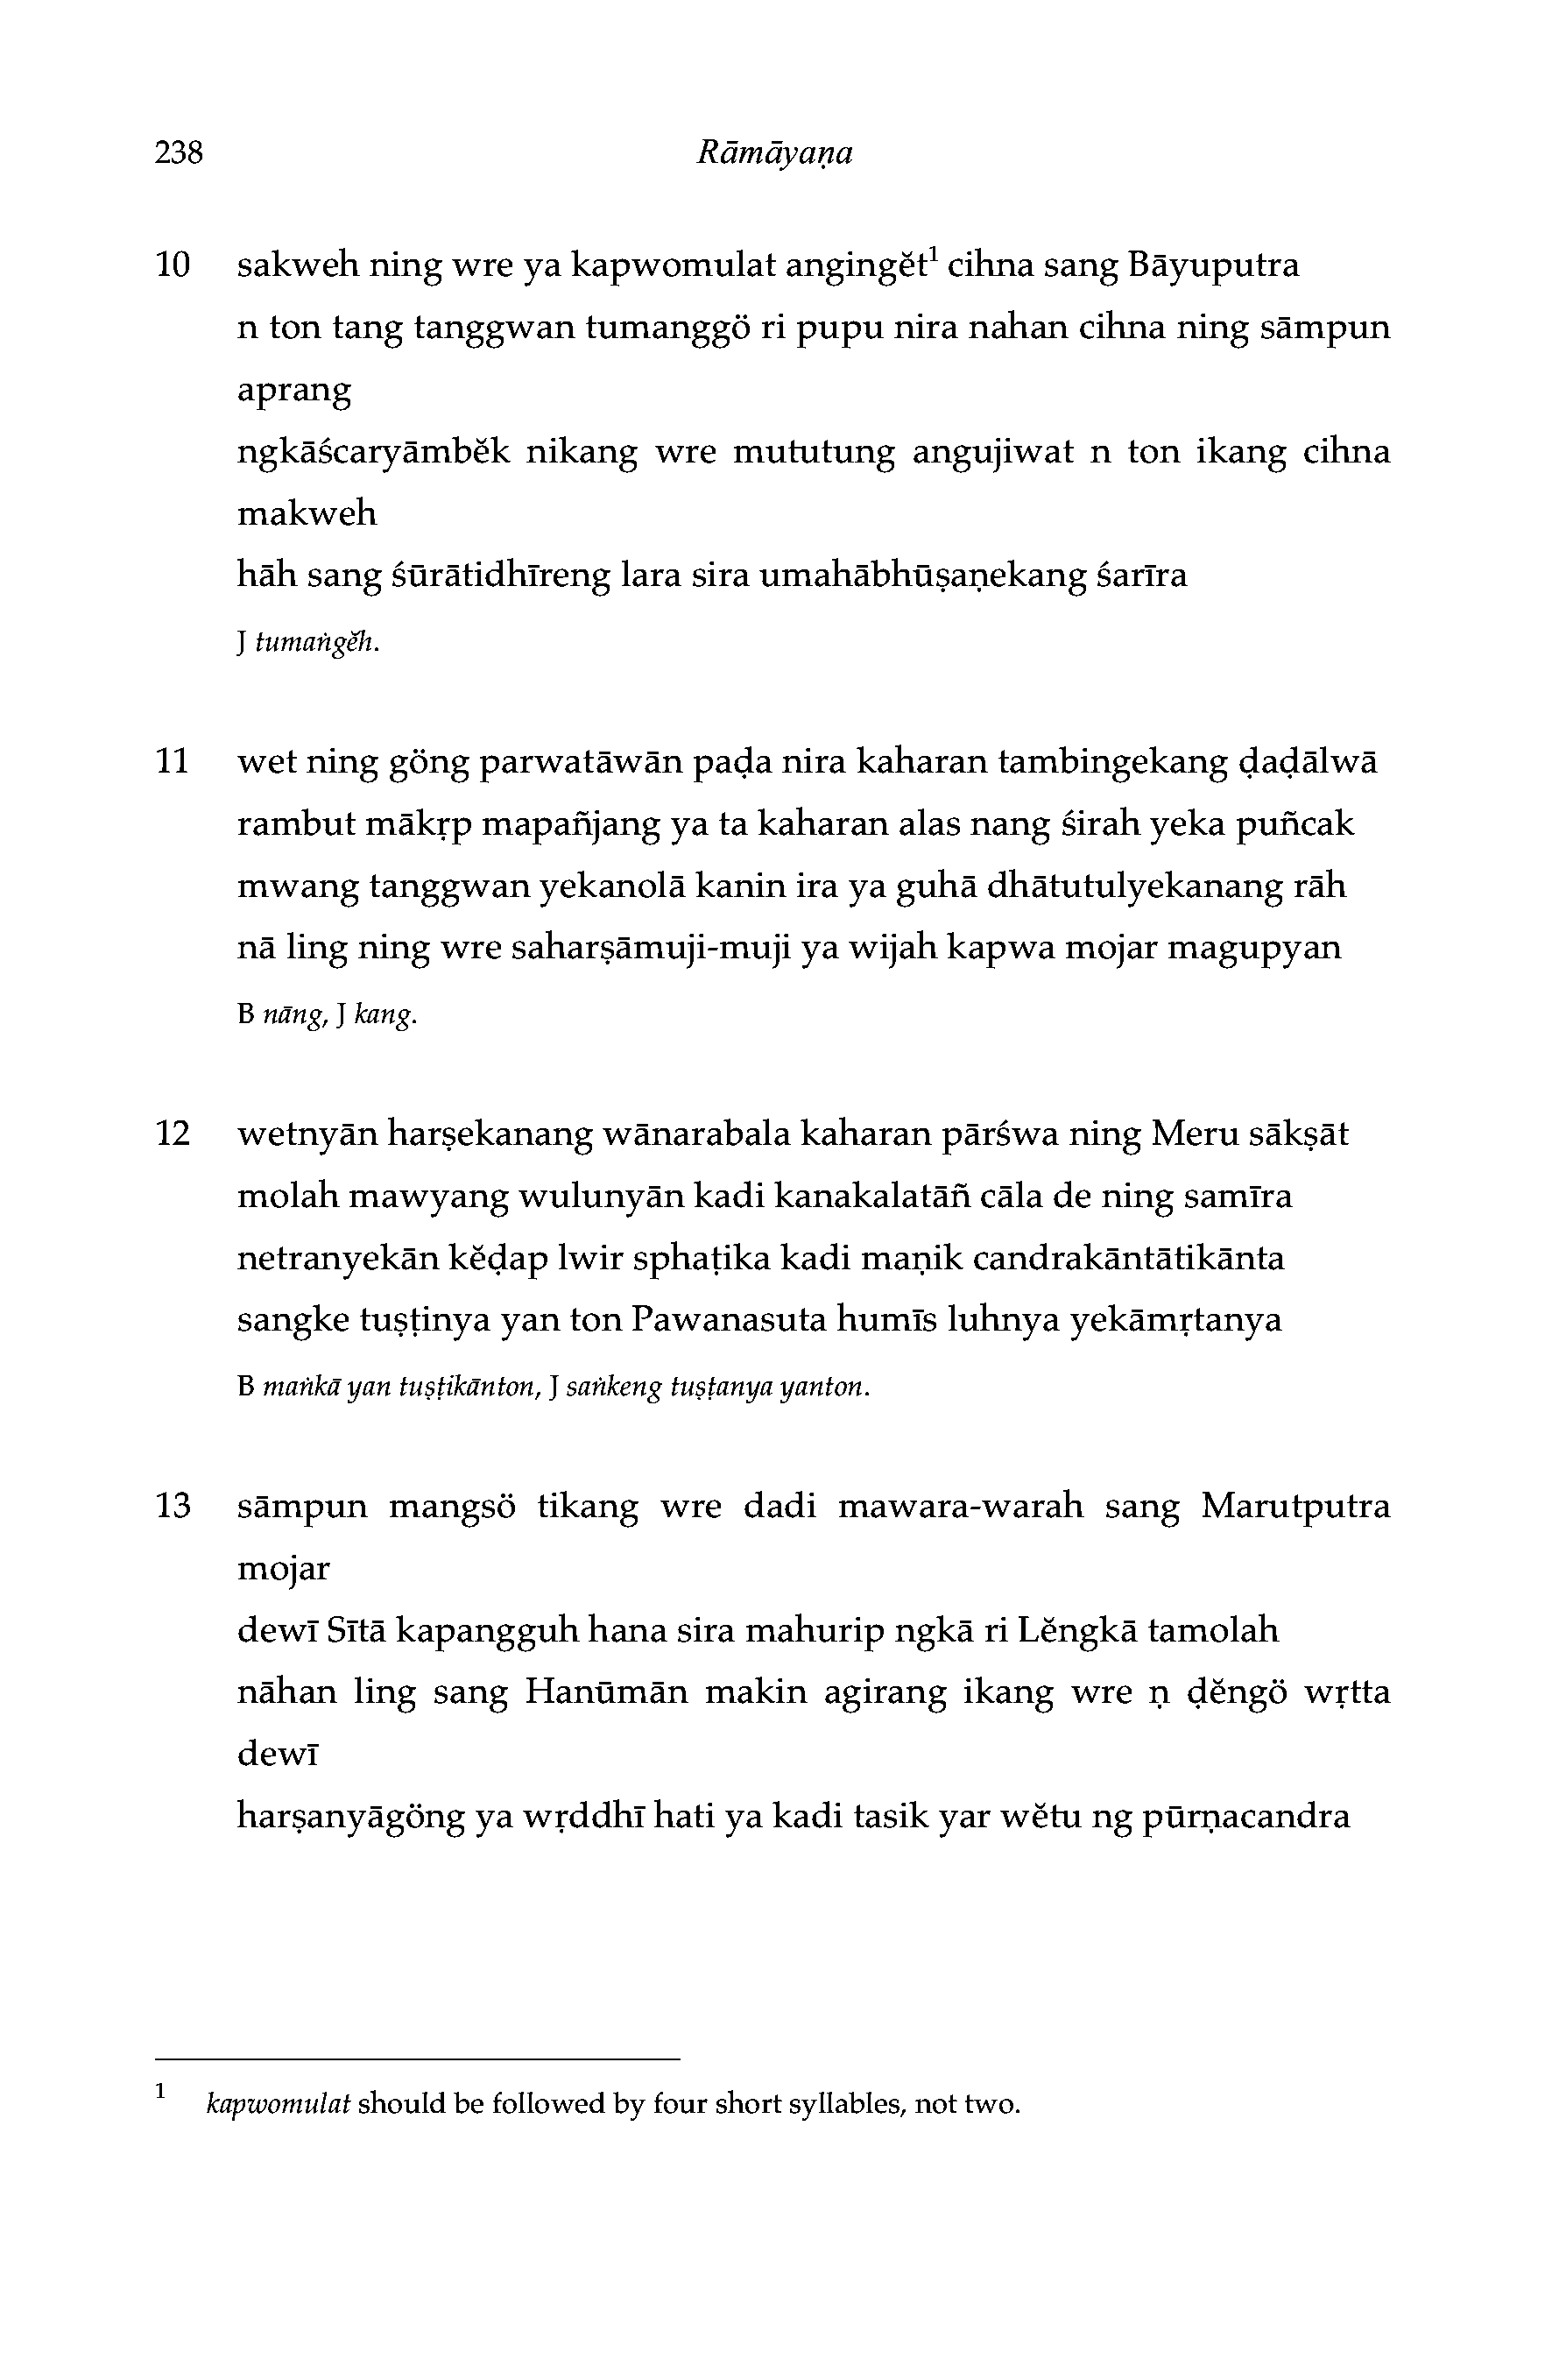 238 Rāmāyaṇa
10 sakweh ning wre ya kapwomulat angingĕt¹ cihna sang Bāyuputra
n ton tang tanggwan tumanggö ri pupu nira nahan cihna ning sāmpun
aprang
ngkāścaryāmbĕk nikang wre mututung angujiwat n ton ikang cihna
makweh
hāh sang śūrātidhīreng lara sira umahābhūṣaṇekang śarīra
J tumaṅgĕh.
11 wet ning göng parwatāwān paḍa nira kaharan tambingekang ḍaḍālwā
rambut mākṛp mapañjang ya ta kaharan alas nang śirah yeka puñcak
mwang tanggwan yekanolā kanin ira ya guhā dhātutulyekanang rāh
nā ling ning wre saharṣāmuji-muji ya wijah kapwa mojar magupyan
B nāng, J kang.
12 wetnyān harṣekanang wānarabala kaharan pārśwa ning Meru sākṣāt
molah mawyang wulunyān kadi kanakalatāñ cāla de ning samīra
netranyekān kĕḍap lwir sphaṭika kadi maṇik candrakāntātikānta
sangke tuṣṭinya yan ton Pawanasuta humīs luhnya yekāmṛtanya
B maṅkā yan tuṣṭikānton, J saṅkeng tuṣṭanya yanton.
13 sāmpun mangsö tikang wre dadi mawara-warah sang Marutputra
mojar
dewī Sītā kapangguh hana sira mahurip ngkā ri Lĕngkā tamolah
nāhan ling sang Hanūmān makin agirang ikang wre ṇ ḍĕngö wṛtta
dewī
harṣanyāgöng ya wṛddhī hati ya kadi tasik yar wĕtu ng pūrṇacandra
¹ kapwomulat should be followed by four short syllables, not two.